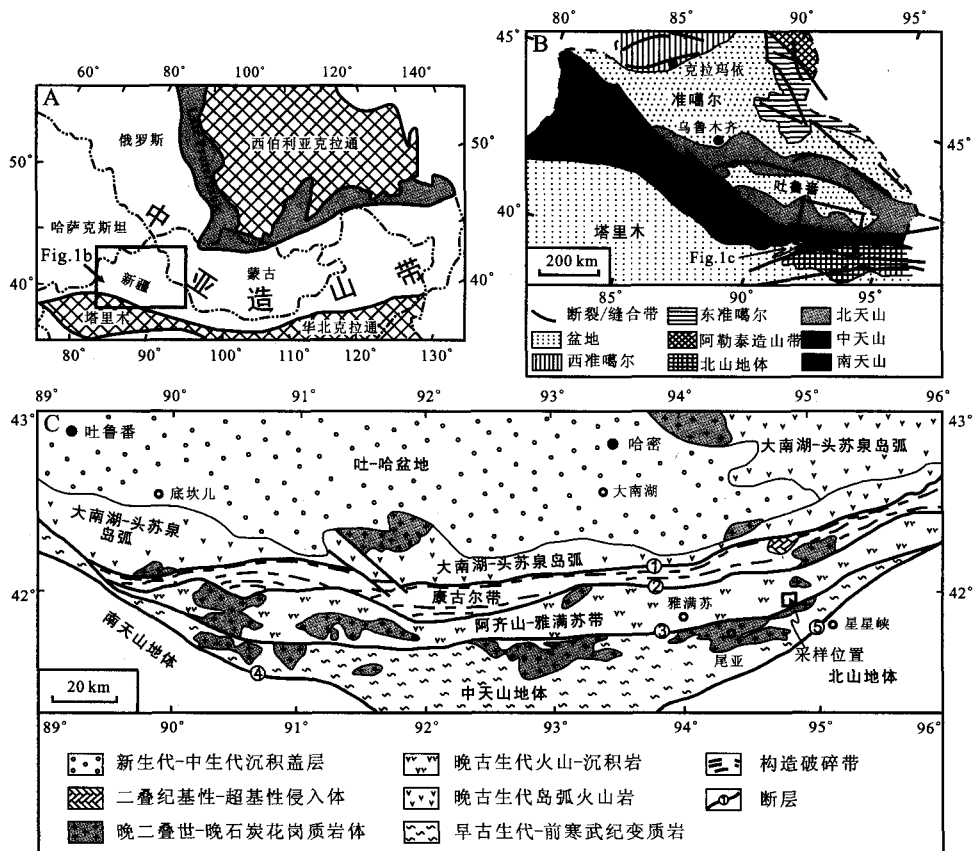 60° 80° 100° 120° 140°
A
俄罗斯
西伯利亚克拉通
50°
50°
哈萨克斯坦
中亚造山带
Fig.1b
新疆
蒙古
40°
40°
塔里木
华北克拉通
80° 90° 100° 110° 120° 130°
80° 85° 90° 95°
45°
B
克拉玛依
准噶尔
乌鲁木齐
45°
吐鲁番
40°
40°
塔里木
Fig.1c
200 km
85° 90° 95°
断裂/缝合带
东准噶尔
北天山
盆地
阿勒泰造山带
中天山
西准噶尔
北山地体
南天山
89° 90° 91° 92° 93° 94° 95° 96°
43°
43°
C
吐鲁番
哈密
大南湖-头苏泉岛弧
吐-哈盆地
底坎儿
大南湖
大南湖-头苏泉
岛弧
大南湖-头苏泉岛弧
①
②
康古尔带
42°
42°
雅满苏
阿齐山-雅满苏带
③
⑤
星星峡
南天山地体
尾亚
采样位置
④
北山地体
中天山地体
20 km
89° 90° 91° 92° 93° 94° 95° 96°
新生代-中生代沉积盖层
晚古生代火山-沉积岩
构造破碎带
二叠纪基性-超基性侵入体
晚古生代岛弧火山岩
①
断层
晚二叠世-晚石炭花岗质岩体
早古生代-前寒武纪变质岩